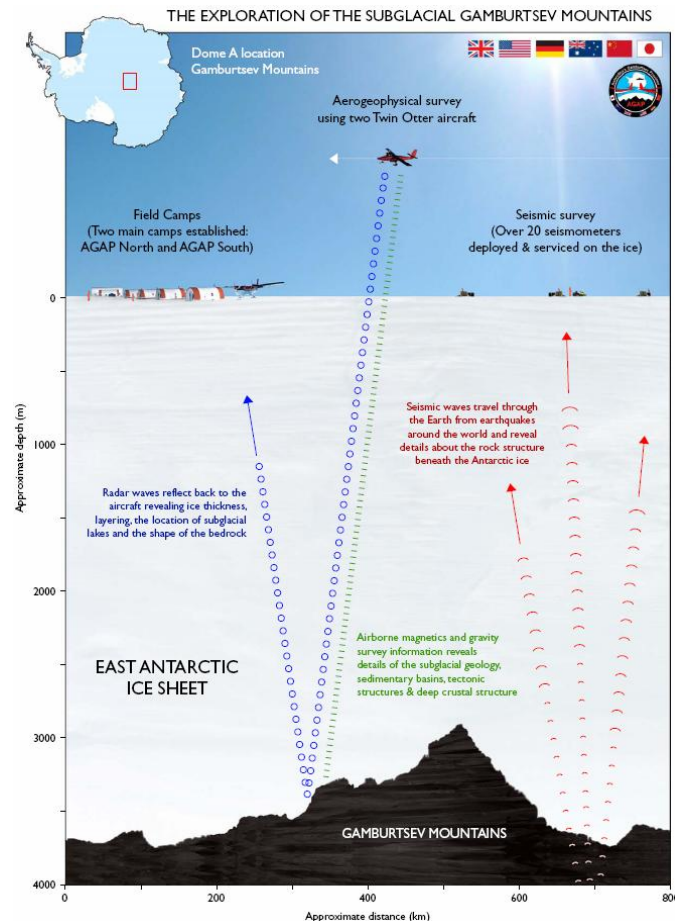 THE EXPLORATION OF THE SUBGLACIAL GAMBURTSEV MOUNTAINS
Dome A location
Gamburtsev Mountains
AGAP
Aerogeophysical survey
using two Twin Otter aircraft
Field Camps
(Two main camps established:
AGAP North and AGAP South)
Seismic survey
(Over 20 seismometers
deployed & serviced on the ice)
0
Seismic waves travel through
the Earth from earthquakes
around the world and reveal
details about the rock structure
beneath the Antarctic ice
1000
Approximate depth (m)
Radar waves reflect back to the
aircraft revealing ice thickness,
layering, the location of subglacial
lakes and the shape of the bedrock
2000
Airborne magnetics and gravity
survey information reveals
details of the subglacial geology,
sedimentary basins, tectonic
structures & deep crustal structure
EAST ANTARCTIC
ICE SHEET
3000
GAMBURTSEV MOUNTAINS
4000
0
200
400
600
800
Approximate distance (km)